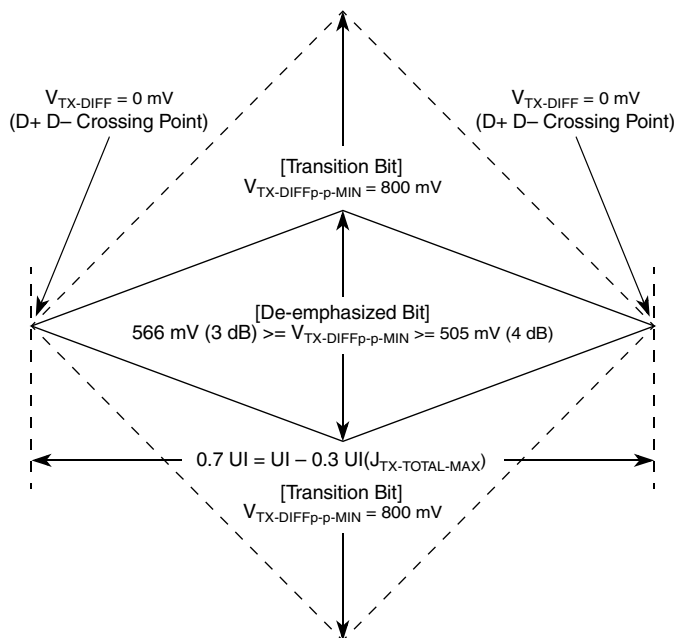 V_TX-DIFF = 0 mV
(D+ D– Crossing Point)
V_TX-DIFF = 0 mV
(D+ D– Crossing Point)
[Transition Bit]
V_TX-DIFFp-p-MIN = 800 mV
[De-emphasized Bit]
566 mV (3 dB) >= V_TX-DIFFp-p-MIN >= 505 mV (4 dB)
0.7 UI = UI – 0.3 UI(J_TX-TOTAL-MAX)
[Transition Bit]
V_TX-DIFFp-p-MIN = 800 mV